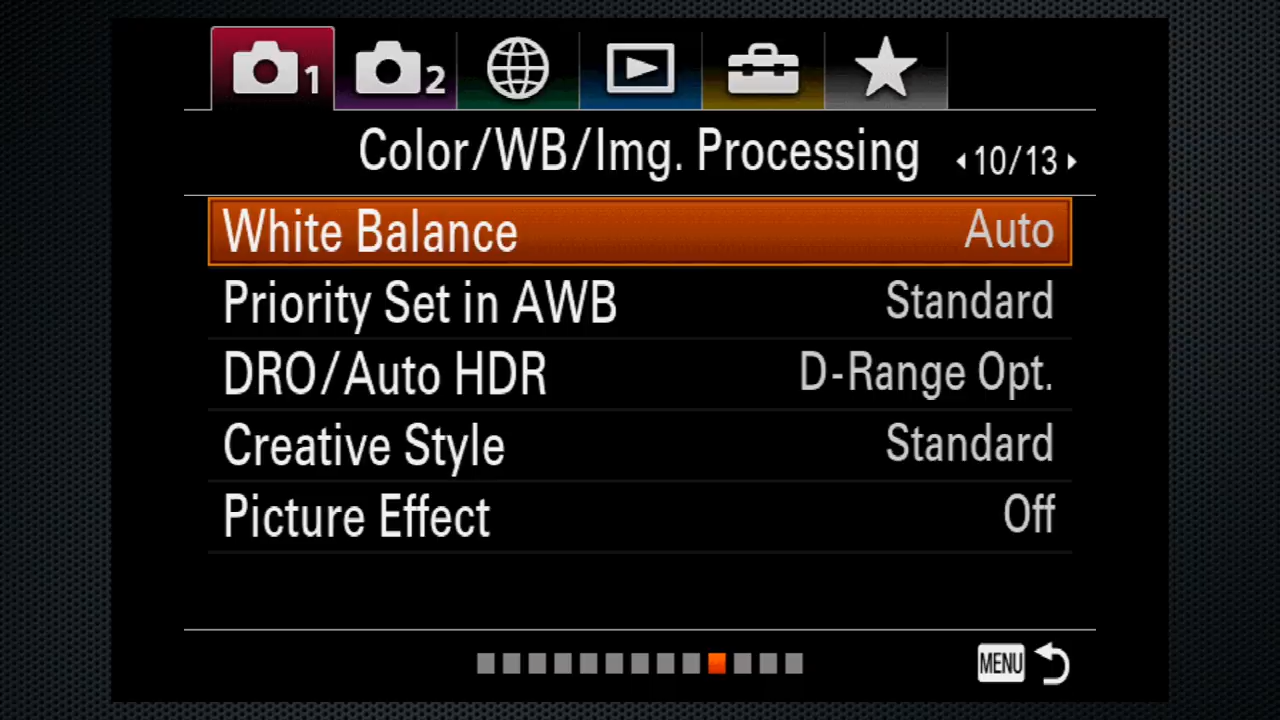 1 2
Color/WB/Img. Processing 10/13
White Balance Auto
Priority Set in AWB Standard
DRO/Auto HDR D-Range Opt.
Creative Style Standard
Picture Effect Off
MENU